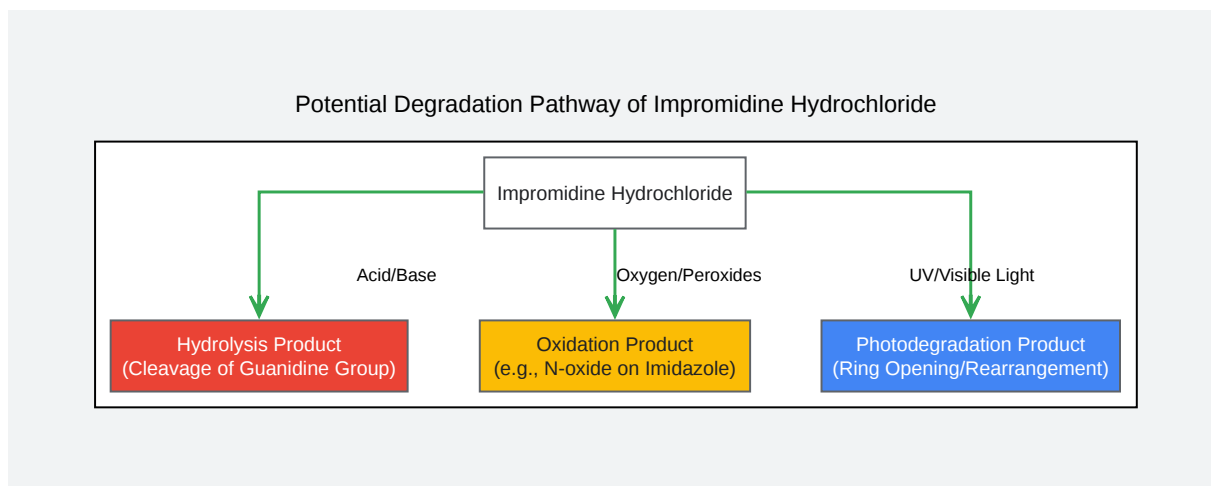 Potential Degradation Pathway of Impromidine Hydrochloride
Impromidine Hydrochloride
Acid/Base
Oxygen/Peroxides
UV/Visible Light
Hydrolysis Product
(Cleavage of Guanidine Group)
Oxidation Product
(e.g., N-oxide on Imidazole)
Photodegradation Product
(Ring Opening/Rearrangement)